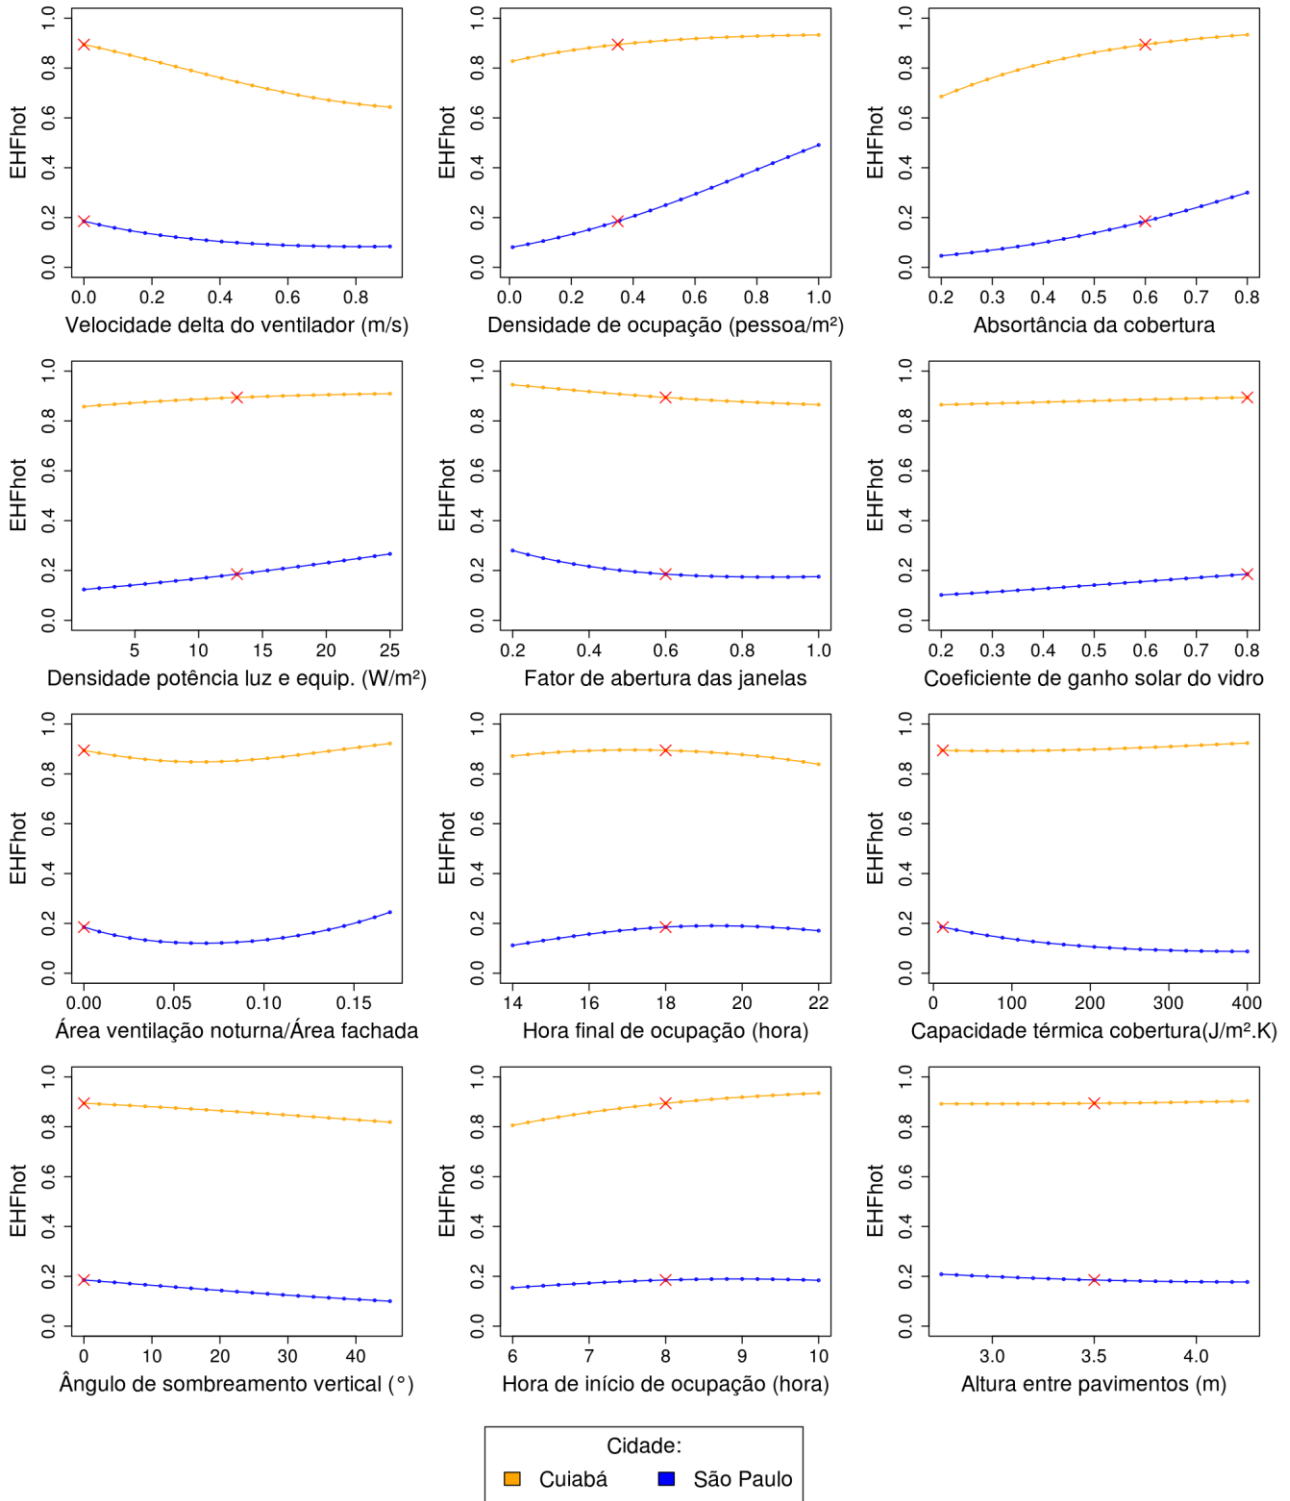 EHFhot
0.0 0.2 0.4 0.6 0.8 1.0
0.0 0.2 0.4 0.6 0.8
Velocidade delta do ventilador (m/s)
EHFhot
0.0 0.2 0.4 0.6 0.8 1.0
0.0 0.2 0.4 0.6 0.8 1.0
Densidade de ocupação (pessoa/m²)
EHFhot
0.0 0.2 0.4 0.6 0.8 1.0
0.2 0.3 0.4 0.5 0.6 0.7 0.8
Absortância da cobertura
EHFhot
0.0 0.2 0.4 0.6 0.8 1.0
5 10 15 20 25
Densidade potência luz e equip. (W/m²)
EHFhot
0.0 0.2 0.4 0.6 0.8 1.0
0.2 0.4 0.6 0.8 1.0
Fator de abertura das janelas
EHFhot
0.0 0.2 0.4 0.6 0.8 1.0
0.2 0.3 0.4 0.5 0.6 0.7 0.8
Coeficiente de ganho solar do vidro
EHFhot
0.0 0.2 0.4 0.6 0.8 1.0
0.00 0.05 0.10 0.15
Área ventilação noturna/Área fachada
EHFhot
0.0 0.2 0.4 0.6 0.8 1.0
14 16 18 20 22
Hora final de ocupação (hora)
EHFhot
0.0 0.2 0.4 0.6 0.8 1.0
0 100 200 300 400
Capacidade térmica cobertura(J/m².K)
EHFhot
0.0 0.2 0.4 0.6 0.8 1.0
0 10 20 30 40
Ângulo de sombreamento vertical (°)
EHFhot
0.0 0.2 0.4 0.6 0.8 1.0
6 7 8 9 10
Hora de início de ocupação (hora)
EHFhot
0.0 0.2 0.4 0.6 0.8 1.0
3.0 3.5 4.0
Altura entre pavimentos (m)
Cidade:
Cuiabá São Paulo